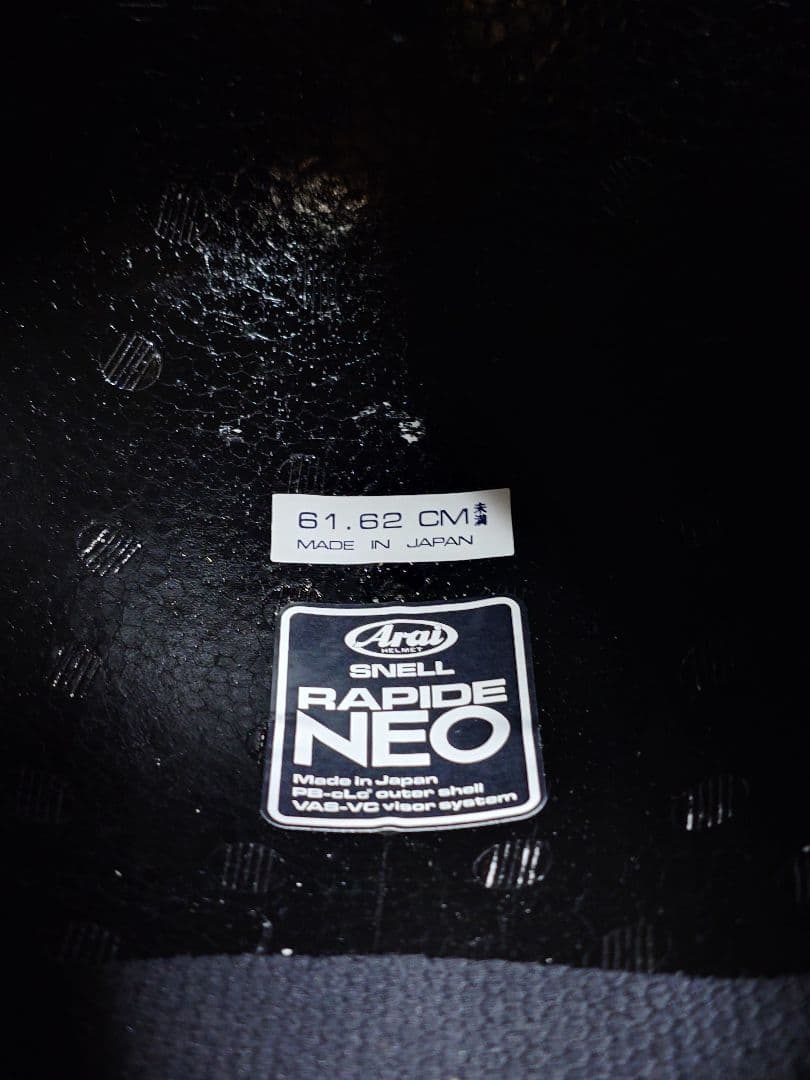 61.62 CM未満
MADE IN JAPAN
Arai
HELMET
SNELL
RAPIDE
NEO
Made in Japan
PB-cLc² outer shell
VAS-VC visor system